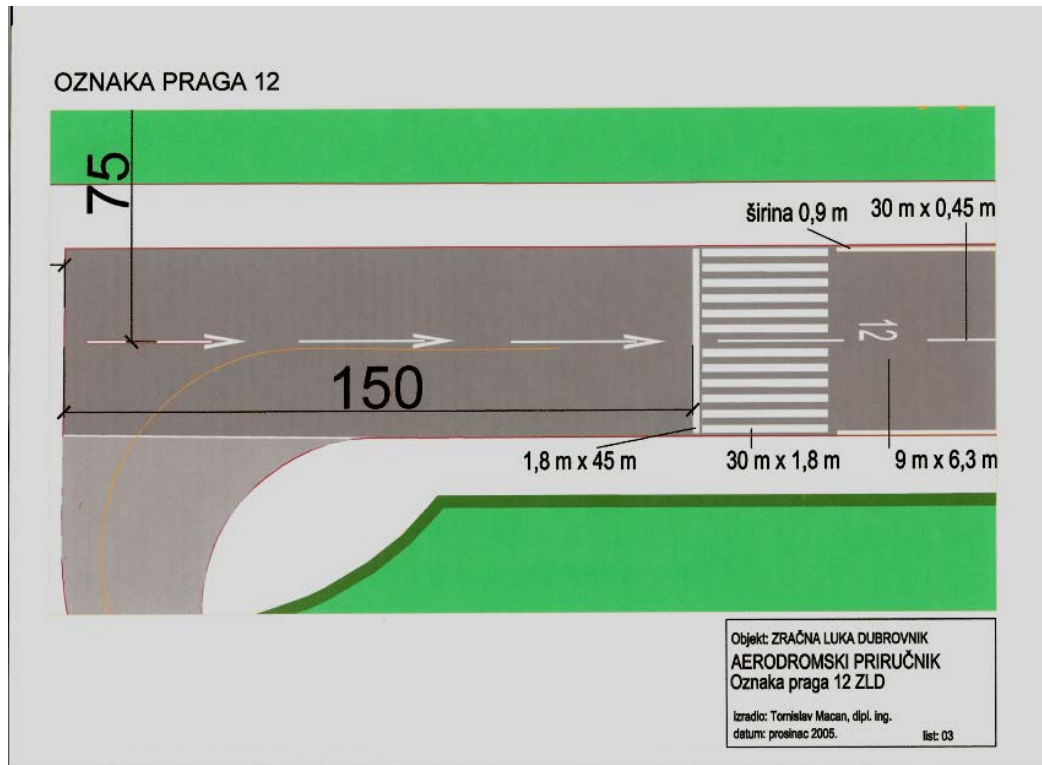 OZNAKA PRAGA 12
75
širina 0,9 m
30 m x 0,45 m
12
150
1,8 m x 45 m
30 m x 1,8 m
9 m x 6,3 m
Objekt: ZRAČNA LUKA DUBROVNIK
AERODROMSKI PRIRUČNIK
Oznaka praga 12 ZLD
izradio: Tomislav Macan, dipl. ing.
datum: prosinac 2005.
list: 03